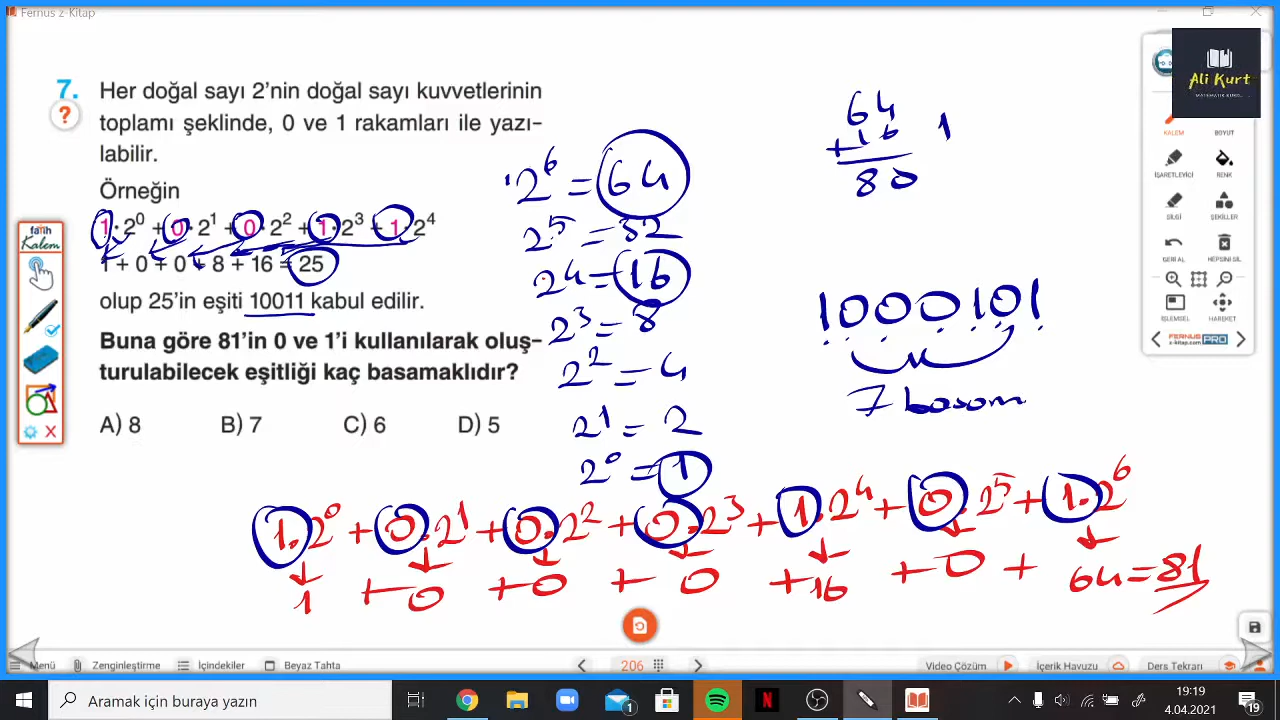 Fernus z-Kitap
7. Her doğal sayı 2'nin doğal sayı kuvvetlerinin
toplamı şeklinde, 0 ve 1 rakamları ile yazı-
labilir.
Örneğin
1·2⁰ + 0·2¹ + 0·2² + 1·2³ + 1·2⁴
1 + 0 + 0 + 8 + 16 = 25
olup 25'in eşiti 10011 kabul edilir.
Buna göre 81'in 0 ve 1'i kullanılarak oluş-
turulabilecek eşitliği kaç basamaklıdır?
A) 8 B) 7 C) 6 D) 5
2⁶ = 64
2⁵ = 32
2⁴ = 16
2³ = 8
2² = 4
2¹ = 2
2⁰ = 1
64
+16
80
1
1000101
7 basam
1·2⁰ + 0·2¹ + 0·2² + 0·2³ + 1·2⁴ + 0·2⁵ + 1·2⁶
1 + 0 + 0 + 0 + 16 + 0 + 64 = 81
fatih
Kalem
Ali Kurt
KALEM BOYUT
İŞARETLEYİCİ RENK
SİLGİ ŞEKİLLER
GERİ AL HEPSİNİ SİL
İŞLEMSEL HAREKET
FERNUS PRO
z-kitap.com
Menü Zenginleştirme İçindekiler Beyaz Tahta 206 Video Çözüm İçerik Havuzu Ders Tekrarı
Aramak için buraya yazın
1
19:19
4.04.2021
19